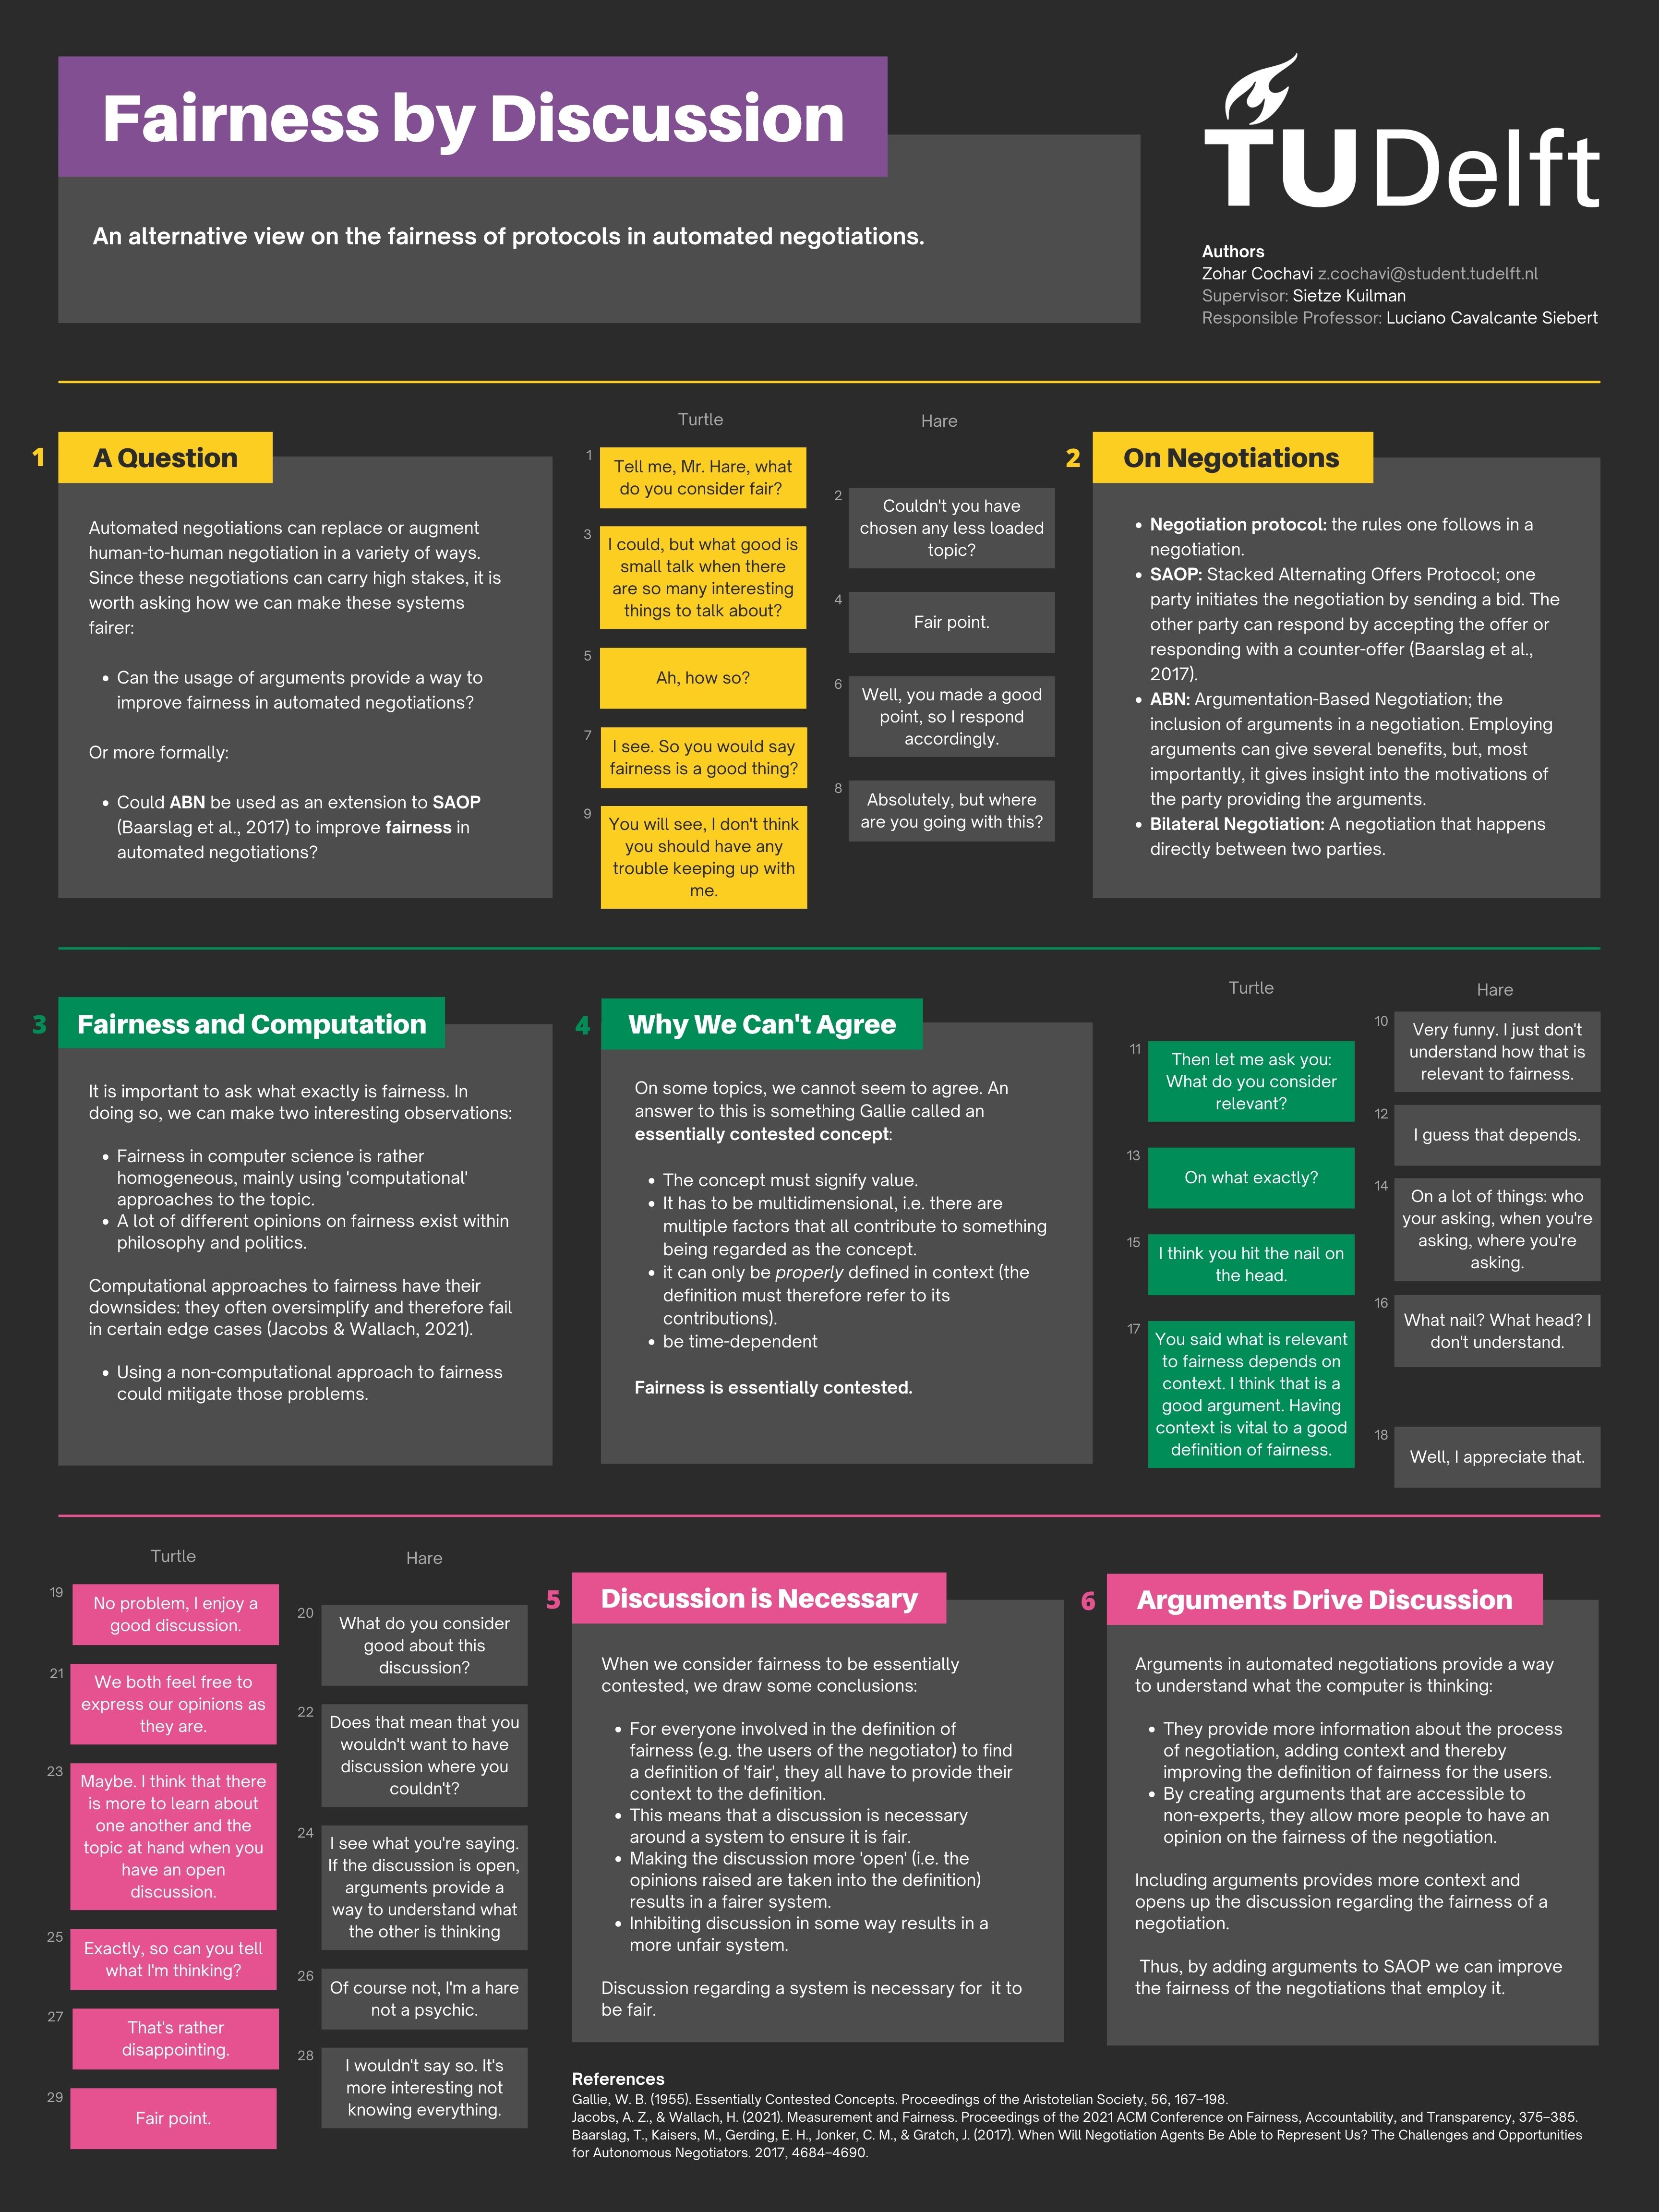 Fairness by Discussion
An alternative view on the fairness of protocols in automated negotiations.
TUDelft
Authors
Zohar Cochavi z.cochavi@student.tudelft.nl
Supervisor: Sietze Kuilman
Responsible Professor: Luciano Cavalcante Siebert
1
A Question
Automated negotiations can replace or augment
human-to-human negotiation in a variety of ways.
Since these negotiations can carry high stakes, it is
worth asking how we can make these systems
fairer:
• Can the usage of arguments provide a way to
improve fairness in automated negotiations?
Or more formally:
• Could ABN be used as an extension to SAOP
(Baarslag et al., 2017) to improve fairness in
automated negotiations?
Turtle
Hare
1
Tell me, Mr. Hare, what
do you consider fair?
2
Couldn't you have
chosen any less loaded
topic?
3
I could, but what good is
small talk when there
are so many interesting
things to talk about?
4
Fair point.
5
Ah, how so?
6
Well, you made a good
point, so I respond
accordingly.
7
I see. So you would say
fairness is a good thing?
8
Absolutely, but where
are you going with this?
9
You will see, I don't think
you should have any
trouble keeping up with
me.
2
On Negotiations
• Negotiation protocol: the rules one follows in a
negotiation.
• SAOP: Stacked Alternating Offers Protocol; one
party initiates the negotiation by sending a bid. The
other party can respond by accepting the offer or
responding with a counter-offer (Baarslag et al.,
2017).
• ABN: Argumentation-Based Negotiation; the
inclusion of arguments in a negotiation. Employing
arguments can give several benefits, but, most
importantly, it gives insight into the motivations of
the party providing the arguments.
• Bilateral Negotiation: A negotiation that happens
directly between two parties.
3
Fairness and Computation
It is important to ask what exactly is fairness. In
doing so, we can make two interesting observations:
• Fairness in computer science is rather
homogeneous, mainly using 'computational'
approaches to the topic.
• A lot of different opinions on fairness exist within
philosophy and politics.
Computational approaches to fairness have their
downsides: they often oversimplify and therefore fail
in certain edge cases (Jacobs & Wallach, 2021).
• Using a non-computational approach to fairness
could mitigate those problems.
4
Why We Can't Agree
On some topics, we cannot seem to agree. An
answer to this is something Gallie called an
essentially contested concept:
• The concept must signify value.
• It has to be multidimensional, i.e. there are
multiple factors that all contribute to something
being regarded as the concept.
• it can only be properly defined in context (the
definition must therefore refer to its
contributions).
• be time-dependent
Fairness is essentially contested.
Turtle
Hare
10
Very funny. I just don't
understand how that is
relevant to fairness.
11
Then let me ask you:
What do you consider
relevant?
12
I guess that depends.
13
On what exactly?
14
On a lot of things: who
your asking, when you're
asking, where you're
asking.
15
I think you hit the nail on
the head.
16
What nail? What head? I
don't understand.
17
You said what is relevant
to fairness depends on
context. I think that is a
good argument. Having
context is vital to a good
definition of fairness.
18
Well, I appreciate that.
Turtle
Hare
19
No problem, I enjoy a
good discussion.
20
What do you consider
good about this
discussion?
21
We both feel free to
express our opinions as
they are.
22
Does that mean that you
wouldn't want to have
discussion where you
couldn't?
23
Maybe. I think that there
is more to learn about
one another and the
topic at hand when you
have an open
discussion.
24
I see what you're saying.
If the discussion is open,
arguments provide a
way to understand what
the other is thinking
25
Exactly, so can you tell
what I'm thinking?
26
Of course not, I'm a hare
not a psychic.
27
That's rather
disappointing.
28
I wouldn't say so. It's
more interesting not
knowing everything.
29
Fair point.
5
Discussion is Necessary
When we consider fairness to be essentially
contested, we draw some conclusions:
• For everyone involved in the definition of
fairness (e.g. the users of the negotiator) to find
a definition of 'fair', they all have to provide their
context to the definition.
• This means that a discussion is necessary
around a system to ensure it is fair.
• Making the discussion more 'open' (i.e. the
opinions raised are taken into the definition)
results in a fairer system.
• Inhibiting discussion in some way results in a
more unfair system.
Discussion regarding a system is necessary for it to
be fair.
6
Arguments Drive Discussion
Arguments in automated negotiations provide a way
to understand what the computer is thinking:
• They provide more information about the process
of negotiation, adding context and thereby
improving the definition of fairness for the users.
• By creating arguments that are accessible to
non-experts, they allow more people to have an
opinion on the fairness of the negotiation.
Including arguments provides more context and
opens up the discussion regarding the fairness of a
negotiation.
Thus, by adding arguments to SAOP we can improve
the fairness of the negotiations that employ it.
References
Gallie, W. B. (1955). Essentially Contested Concepts. Proceedings of the Aristotelian Society, 56, 167–198.
Jacobs, A. Z., & Wallach, H. (2021). Measurement and Fairness. Proceedings of the 2021 ACM Conference on Fairness, Accountability, and Transparency, 375–385.
Baarslag, T., Kaisers, M., Gerding, E. H., Jonker, C. M., & Gratch, J. (2017). When Will Negotiation Agents Be Able to Represent Us? The Challenges and Opportunities
for Autonomous Negotiators. 2017, 4684–4690.